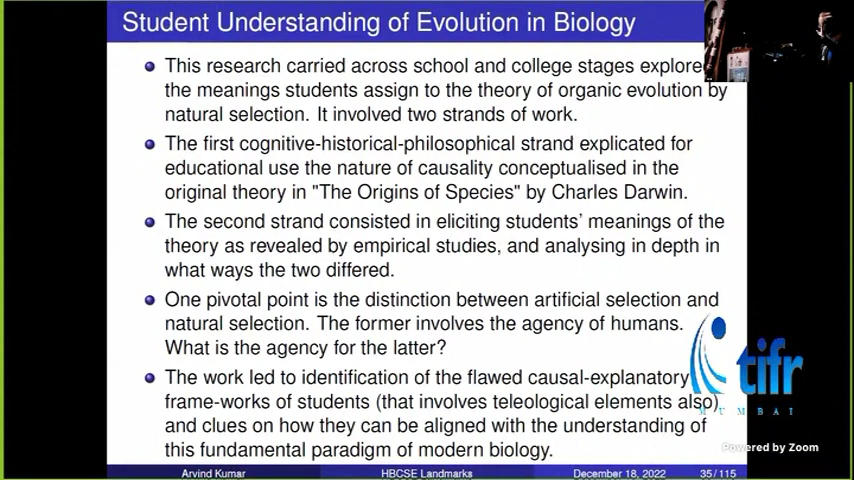 Student Understanding of Evolution in Biology
This research carried across school and college stages explore
the meanings students assign to the theory of organic evolution by
natural selection. It involved two strands of work.
The first cognitive-historical-philosophical strand explicated for
educational use the nature of causality conceptualised in the
original theory in "The Origins of Species" by Charles Darwin.
The second strand consisted in eliciting students' meanings of the
theory as revealed by empirical studies, and analysing in depth in
what ways the two differed.
One pivotal point is the distinction between artificial selection and
natural selection. The former involves the agency of humans.
What is the agency for the latter?
The work led to identification of the flawed causal-explanatory
frame-works of students (that involves teleological elements also)
and clues on how they can be aligned with the understanding of
this fundamental paradigm of modern biology.
tifr
MUMBAI
Powered by Zoom
Arvind Kumar HBCSE Landmarks December 18, 2022 35 / 115